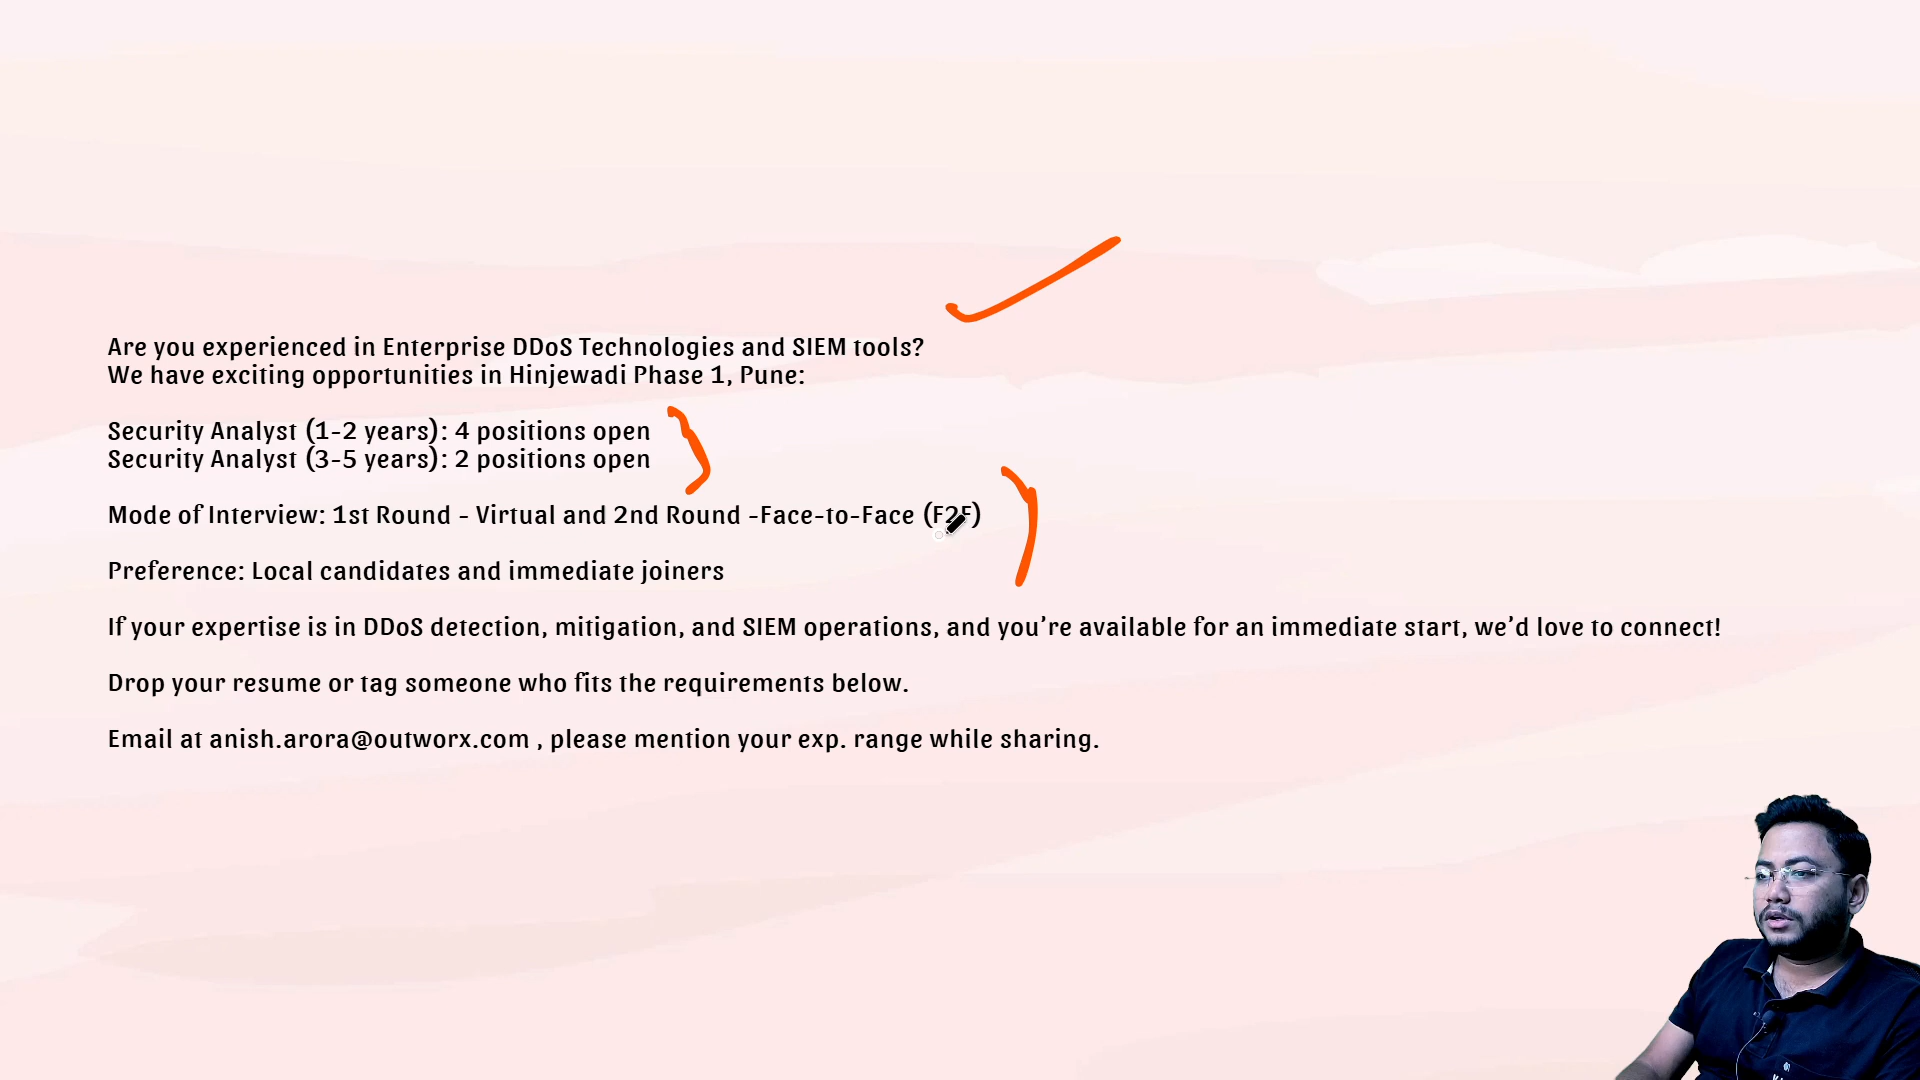 Are you experienced in Enterprise DDoS Technologies and SIEM tools?
We have exciting opportunities in Hinjewadi Phase 1, Pune:
Security Analyst (1-2 years): 4 positions open
Security Analyst (3-5 years): 2 positions open
Mode of Interview: 1st Round - Virtual and 2nd Round -Face-to-Face (F2F)
Preference: Local candidates and immediate joiners
If your expertise is in DDoS detection, mitigation, and SIEM operations, and you’re available for an immediate start, we’d love to connect!
Drop your resume or tag someone who fits the requirements below.
Email at anish.arora@outworx.com , please mention your exp. range while sharing.